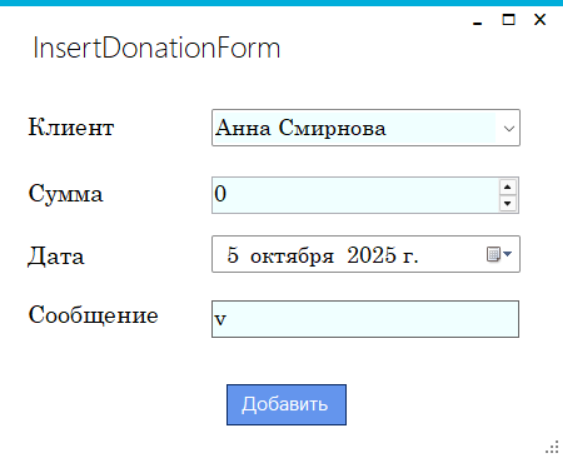 InsertDonationForm
Клиент Анна Смирнова
Сумма 0
Дата 5 октября 2025 г.
Сообщение v
Добавить